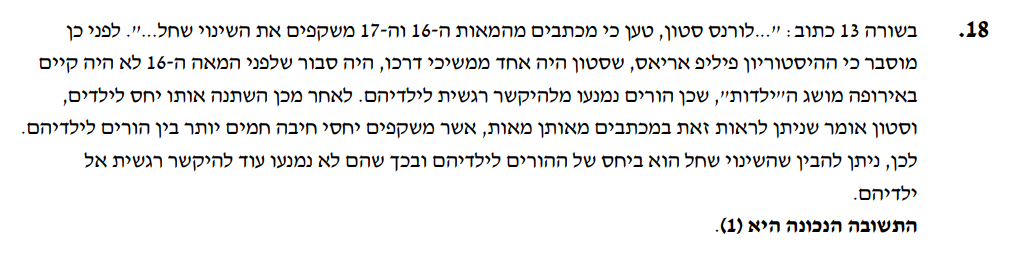 18. בשורה 13 כתוב: "...לורנס סטון, טען כי מכתבים מהמאות ה-16 וה-17 משקפים את השינוי שחל...". לפני כן
מוסבר כי ההיסטוריון פיליפ אריאס, שסטון היה אחד ממשיכי דרכו, היה סבור שלפני המאה ה-16 לא היה קיים
באירופה מושג ה"ילדות", שכן הורים נמנעו מלהיקשר רגשית לילדיהם. לאחר מכן השתנה אותו יחס לילדים,
וסטון אומר שניתן לראות זאת במכתבים מאותן מאות, אשר משקפים יחסי חיבה חמים יותר בין הורים לילדיהם.
לכן, ניתן להבין שהשינוי שחל הוא ביחס של ההורים לילדיהם ובכך שהם לא נמנעו עוד להיקשר רגשית אל
ילדיהם.
התשובה הנכונה היא (1).